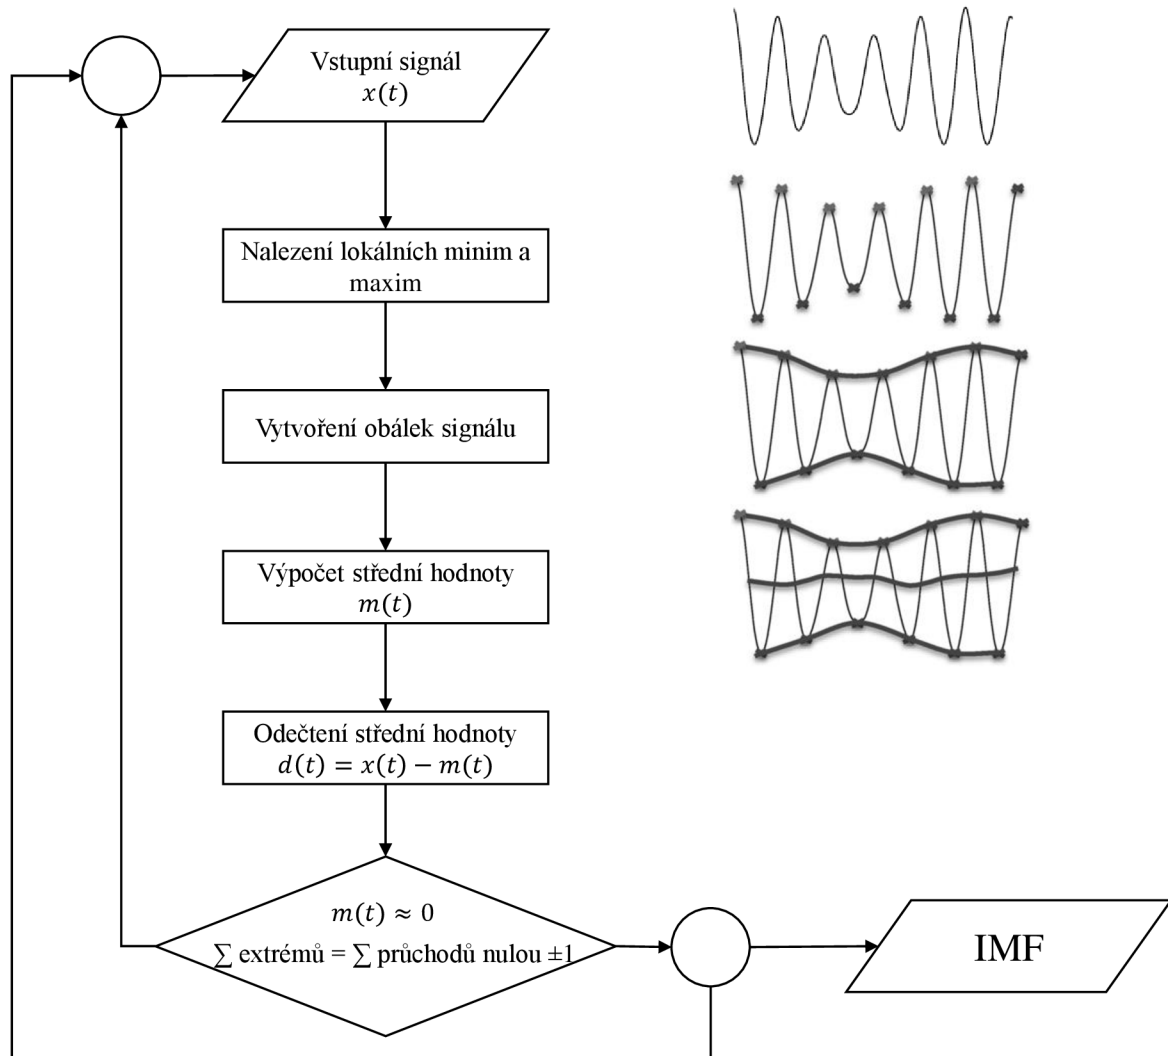 Vstupní signál
x(t)
Nalezení lokálních minim a
maxim
Vytvoření obálek signálu
Výpočet střední hodnoty
m(t)
Odečtení střední hodnoty
d(t) = x(t) − m(t)
m(t) ≈ 0
∑ extrémů = ∑ průchodů nulou ±1
IMF